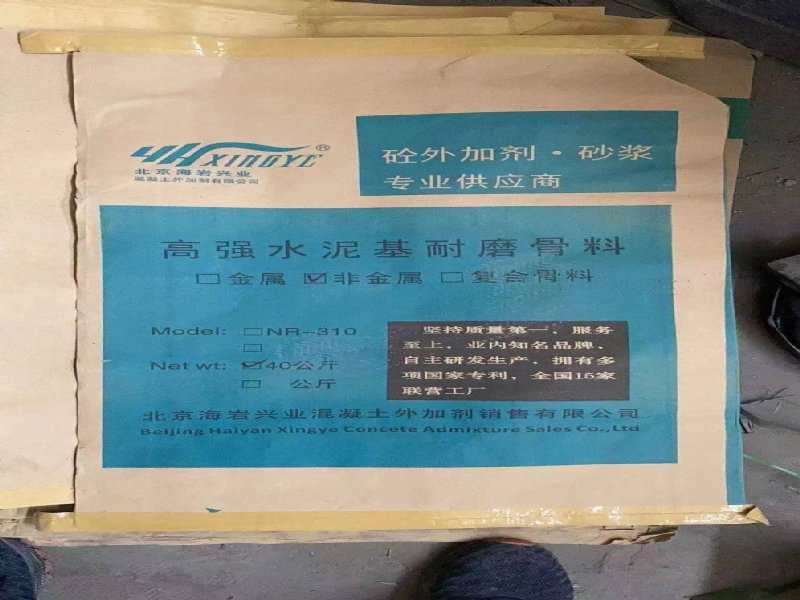 YH XINGYE®
北京海岩兴业
混凝土外加剂有限公司
砼外加剂·砂浆
专业供应商
高强水泥基耐磨骨料
□金属 ☑非金属 □复合骨料
Model: □NR--310
□
Net wt: ☑40公斤
□ 公斤
坚持质量第一，服务
至上，业内知名品牌，
自主研发生产，拥有多
项国家专利，全国15家
联营工厂
北京海岩兴业混凝土外加剂销售有限公司
Beijing Haiyan Xingye Concete Admixture Sales Co.,Ltd